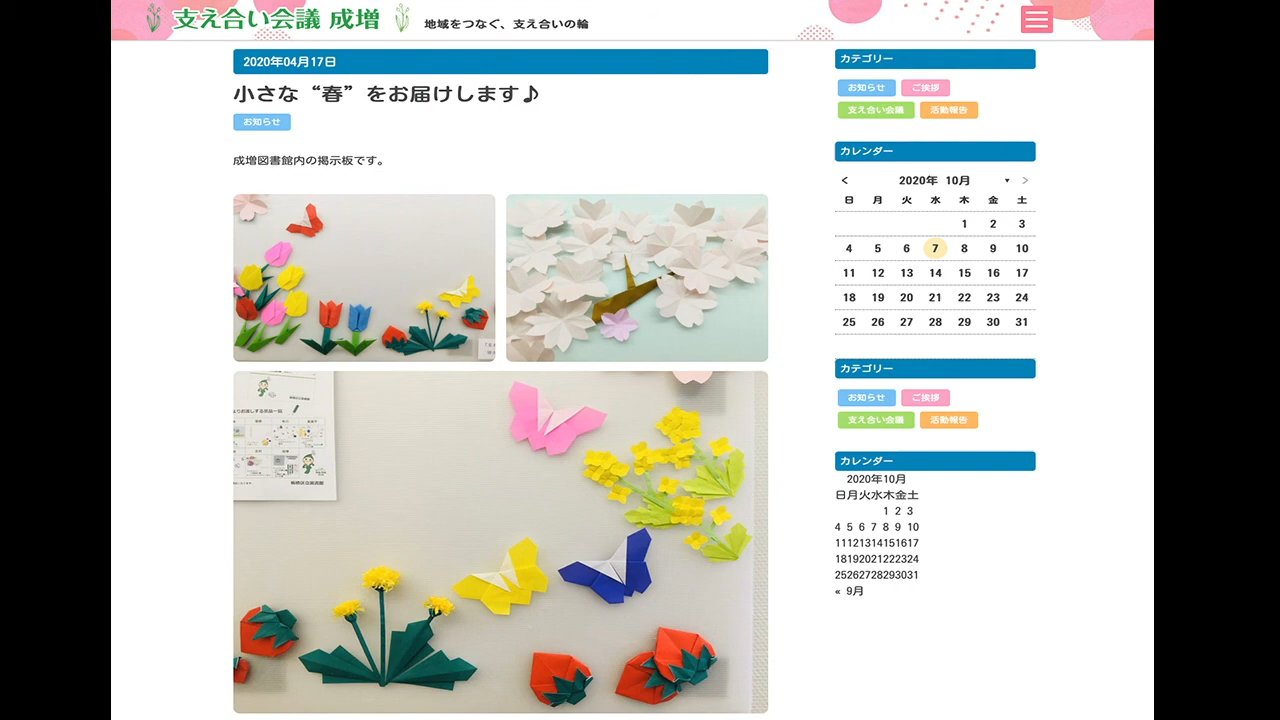 支え合い会議 成増
地域をつなぐ、支え合いの輪
2020年04月17日
小さな“春”をお届けします♪
お知らせ
成増図書館内の掲示板です。
カテゴリー
お知らせ ご挨拶
支え合い会議 活動報告
カレンダー
< 2020年 10月 ▼ >
日 月 火 水 木 金 土
1 2 3
4 5 6 7 8 9 10
11 12 13 14 15 16 17
18 19 20 21 22 23 24
25 26 27 28 29 30 31
カテゴリー
お知らせ ご挨拶
支え合い会議 活動報告
カレンダー
2020年10月
日月火水木金土
1 2 3
4 5 6 7 8 9 10
11121314151617
18192021222324
25262728293031
« 9月